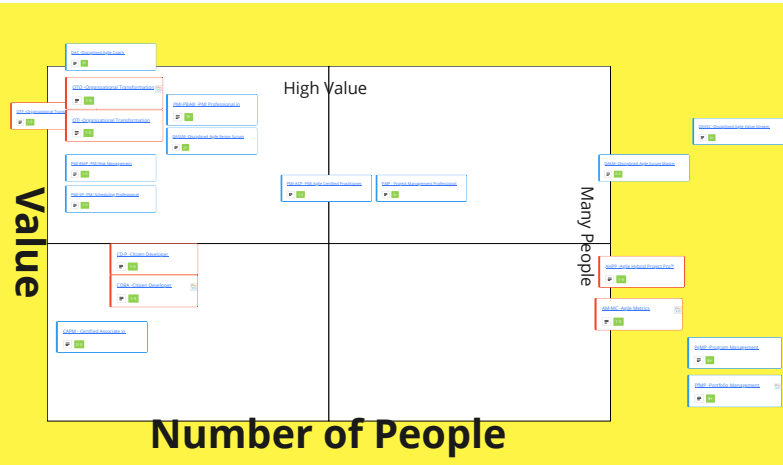 DAC -Disciplined Agile Coach
High Value
OTO -Organizational Transformation
OTF -Organizational Trans
OTI -Organizational Transformation
PMI-PBA® -PMI Professional in
DASSM -Disciplined Agile Senior Scrum
DAVSC -Disciplined Agile Value Stream
PMI-RMP -PMI Risk Management
DASM -Disciplined Agile Scrum Master
PMI-SP -PMI Scheduling Professional
PMI-ACP -PMI Agile Certified Practitioner
PMP - Project Management Professional
Value
Many People
CD-P -Citizen Developer
CDBA -Citizen Developer
AHPP -Agile Hybrid Project Pro™
AM-MC -Agile Metrics
CAPM - Certified Associate in
PgMP -Program Management
PfMP -Portfolio Management
Number of People